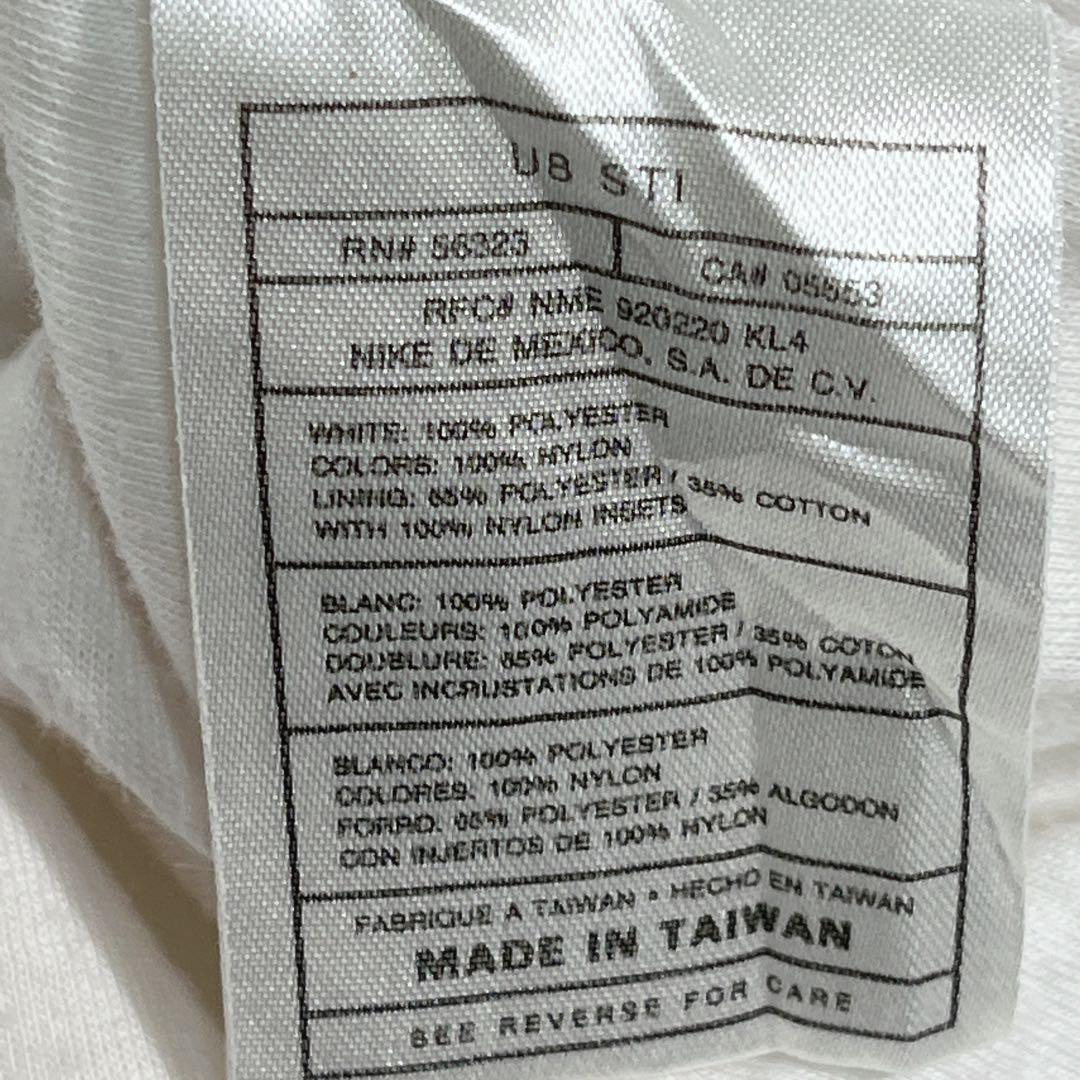 U8 STI
RN# 56323 CA# 05553
RFC# NME 920220 KL4
NIKE DE MEXICO, S.A. DE C.V.
WHITE: 100% POLYESTER
COLORS: 100% NYLON
LINING: 65% POLYESTER / 35% COTTON
WITH 100% NYLON INSETS
BLANC: 100% POLYESTER
COULEURS: 100% POLYAMIDE
DOUBLURE: 65% POLYESTER / 35% COTON
AVEC INCRUSTATIONS DE 100% POLYAMIDE
BLANCO: 100% POLYESTER
COLORES: 100% NYLON
FORRO: 65% POLYESTER / 35% ALGODON
CON INJERTOS DE 100% NYLON
FABRIQUE A TAIWAN • HECHO EN TAIWAN
MADE IN TAIWAN
SEE REVERSE FOR CARE